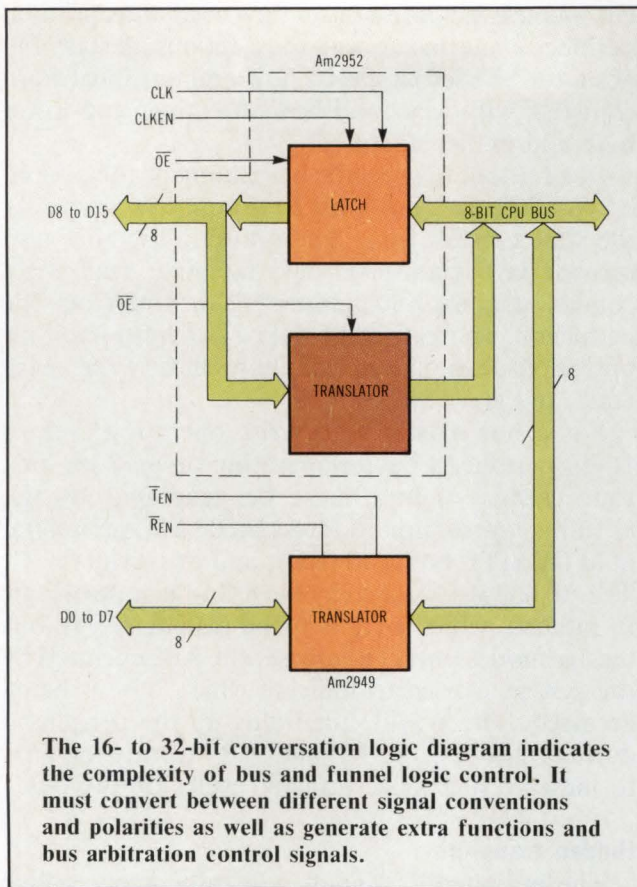 Am2952
CLK
CLKEN
OE
LATCH
D8 to D15
8
8-BIT CPU BUS
OE
TRANSLATOR
8
TEN
REN
D0 to D7
8
TRANSLATOR
Am2949
The 16- to 32-bit conversation logic diagram indicates
the complexity of bus and funnel logic control. It
must convert between different signal conventions
and polarities as well as generate extra functions and
bus arbitration control signals.